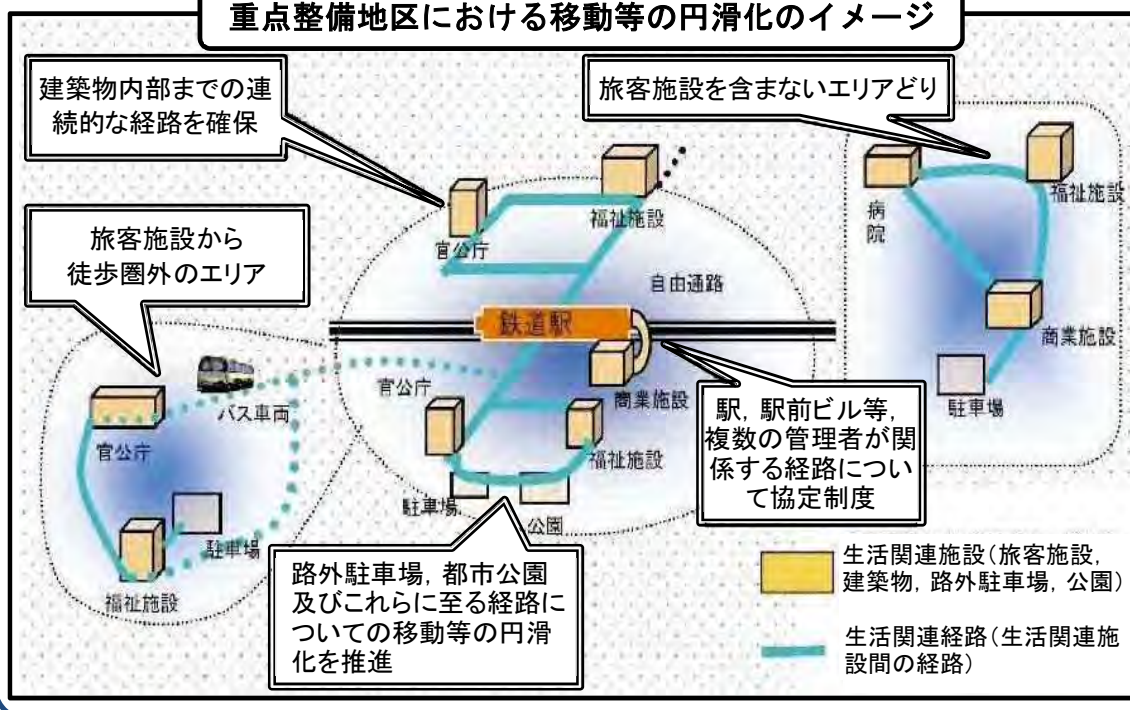 重点整備地区における移動等の円滑化のイメージ
建築物内部までの連
続的な経路を確保
旅客施設を含まないエリアどり
旅客施設から
徒歩圏外のエリア
官公庁
福祉施設
病
院
福祉施設
自由通路
鉄道駅
商業施設
駐車場
バス車両
官公庁
官公庁
商業施設
福祉施設
駐車場
公園
駐車場
福祉施設
駅，駅前ビル等，
複数の管理者が関
係する経路につい
て協定制度
路外駐車場，都市公園
及びこれらに至る経路に
ついての移動等の円滑
化を推進
生活関連施設（旅客施設，
建築物，路外駐車場，公園）
生活関連経路（生活関連施
設間の経路）